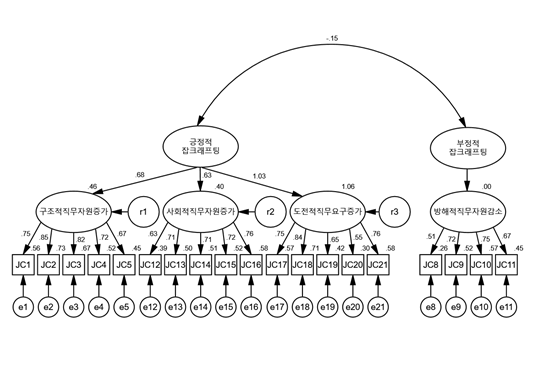 -.15
긍정적
잡크래프팅
부정적
잡크래프팅
.68 .63 1.03
.46 .40 1.06 .00
구조적직무자원증가 r1 사회적직무자원증가 r2 도전적직무요구증가 r3 방해적직무자원감소
.75 .85 .82 .72 .67 .63 .71 .71 .72 .76 .75 .84 .65 .55 .76 .51 .72 .75 .67
.56 .73 .67 .52 .45 .39 .50 .51 .52 .58 .57 .71 .42 .30 .58 .26 .52 .57 .45
JC1 JC2 JC3 JC4 JC5 JC12 JC13 JC14 JC15 JC16 JC17 JC18 JC19 JC20 JC21 JC8 JC9 JC10 JC11
e1 e2 e3 e4 e5 e12 e13 e14 e15 e16 e17 e18 e19 e20 e21 e8 e9 e10 e11